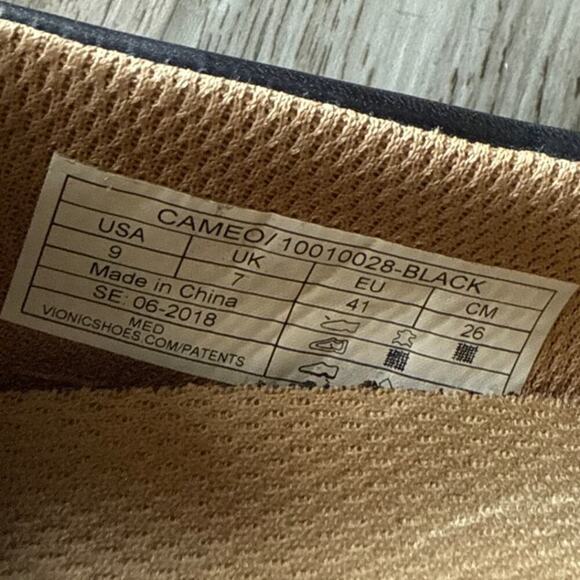 CAMEO/10010028-BLACK
USA UK EU CM
9 7 41 26
Made in China
SE: 06-2018
MED
VIONICSHOES.COM/PATENTS